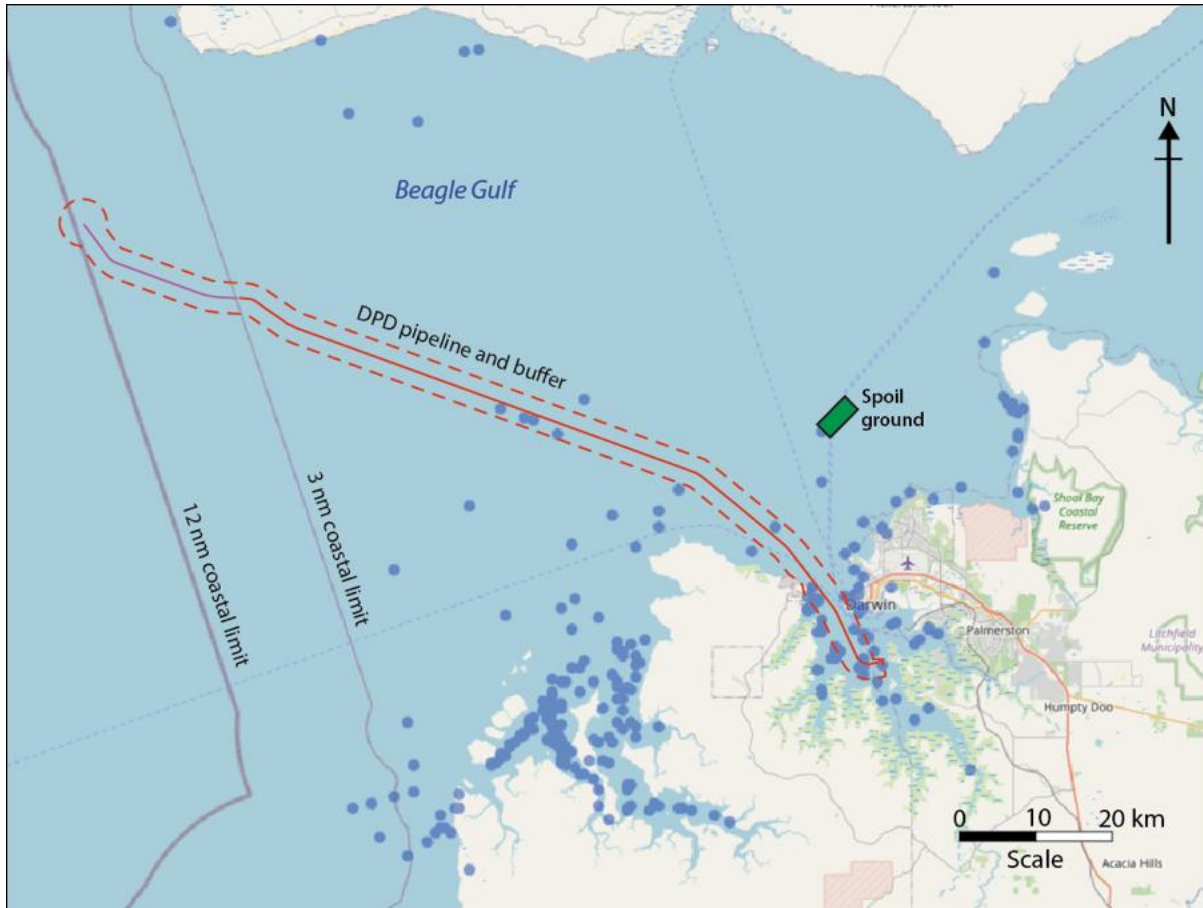 N
Beagle Gulf
DPD pipeline and buffer
Spoil
ground
12 nm coastal limit
3 nm coastal limit
Shoal Bay
Coastal
Reserve
Darwin
Palmerston
Litchfield
Municipality
Humpty Doo
0 10 20 km
Scale
Acacia Hills